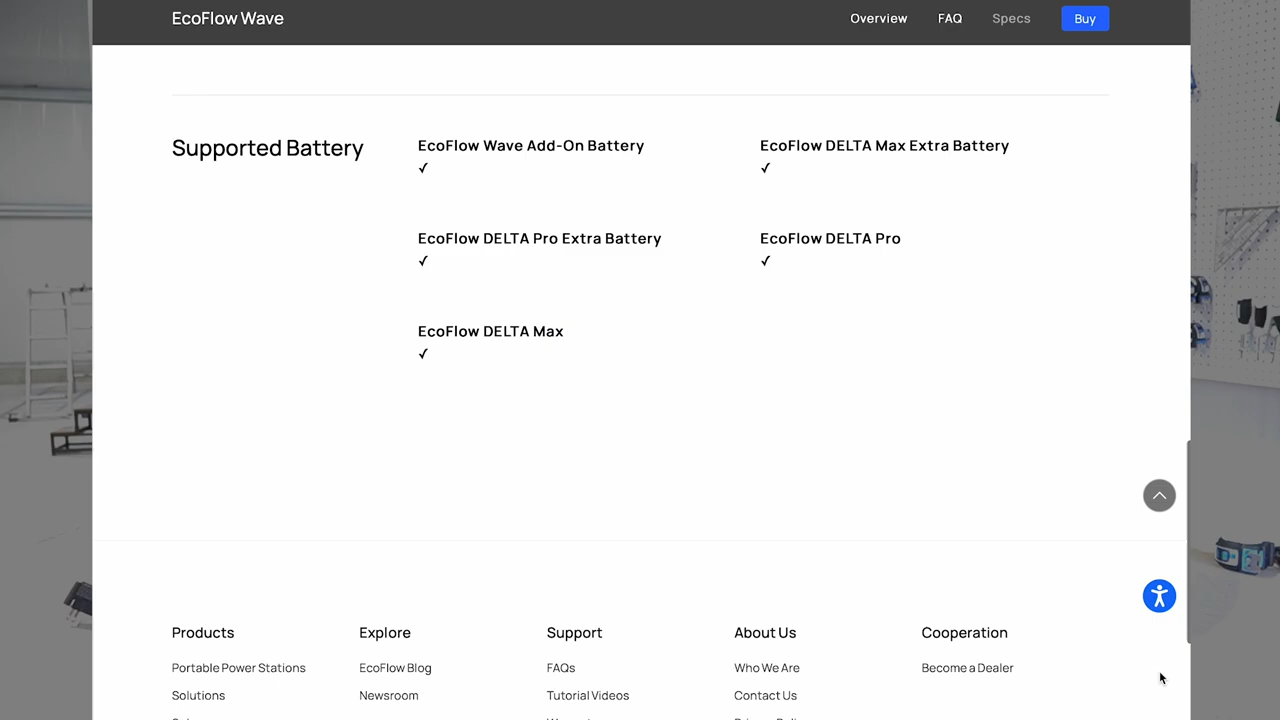 EcoFlow Wave
Overview
FAQ
Specs
Buy
Supported Battery
EcoFlow Wave Add-On Battery
✓
EcoFlow DELTA Max Extra Battery
✓
EcoFlow DELTA Pro Extra Battery
✓
EcoFlow DELTA Pro
✓
EcoFlow DELTA Max
✓
Products
Portable Power Stations
Solutions
Explore
EcoFlow Blog
Newsroom
Support
FAQs
Tutorial Videos
About Us
Who We Are
Contact Us
Cooperation
Become a Dealer